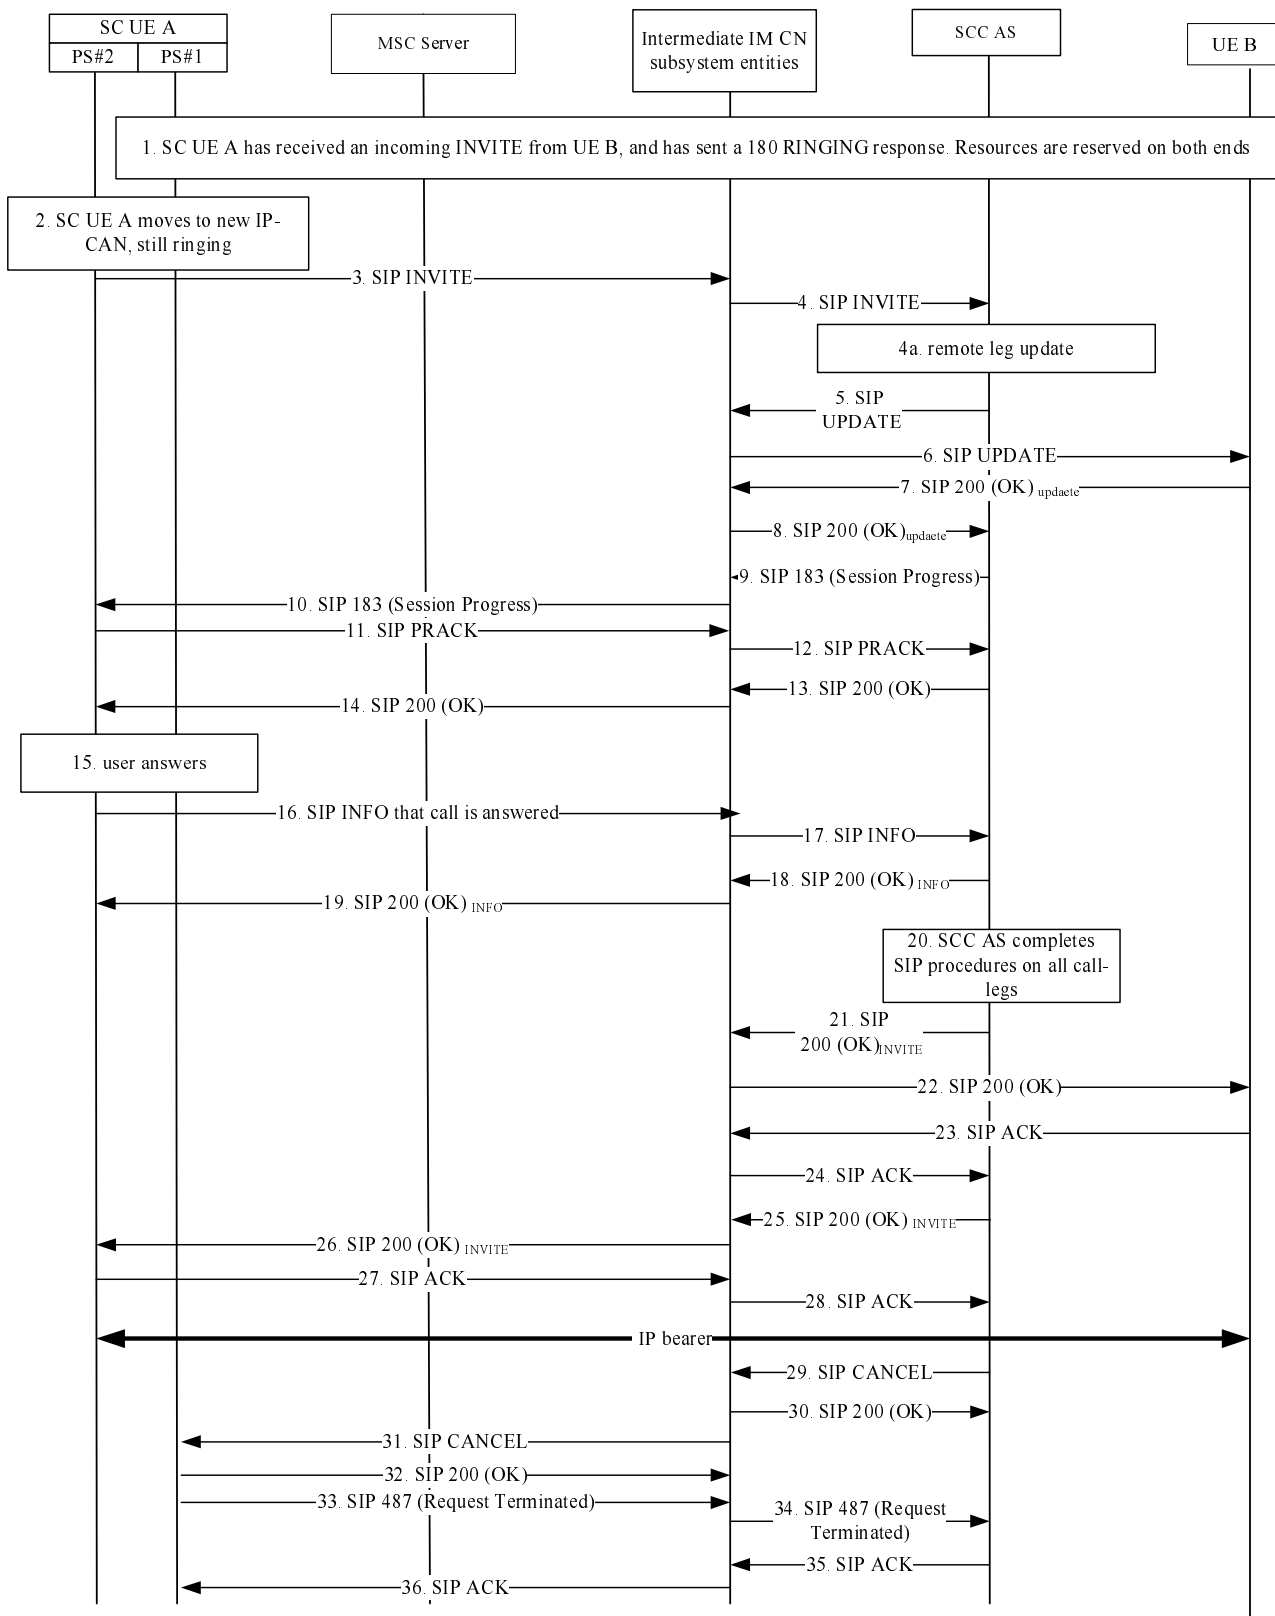 SC UE A
PS#2
PS#1
MSC Server
Intermediate IM CN
subsystem entities
SCC AS
UE B
1. SC UE A has received an incoming INVITE from UE B, and has sent a 180 RINGING response. Resources are reserved on both ends
2. SC UE A moves to new IP-
CAN, still ringing
3. SIP INVITE
4. SIP INVITE
4a. remote leg update
5. SIP
UPDATE
6. SIP UPDATE
7. SIP 200 (OK) updaete
8. SIP 200 (OK)updaete
9. SIP 183 (Session Progress)
10. SIP 183 (Session Progress)
11. SIP PRACK
12. SIP PRACK
13. SIP 200 (OK)
14. SIP 200 (OK)
15. user answers
16. SIP INFO that call is answered
17. SIP INFO
18. SIP 200 (OK) INFO
19. SIP 200 (OK) INFO
20. SCC AS completes
SIP procedures on all call-
legs
21. SIP
200 (OK)INVITE
22. SIP 200 (OK)
23. SIP ACK
24. SIP ACK
25. SIP 200 (OK) INVITE
26. SIP 200 (OK) INVITE
27. SIP ACK
28. SIP ACK
IP bearer
29. SIP CANCEL
30. SIP 200 (OK)
31. SIP CANCEL
32. SIP 200 (OK)
33. SIP 487 (Request Terminated)
34. SIP 487 (Request
Terminated)
35. SIP ACK
36. SIP ACK